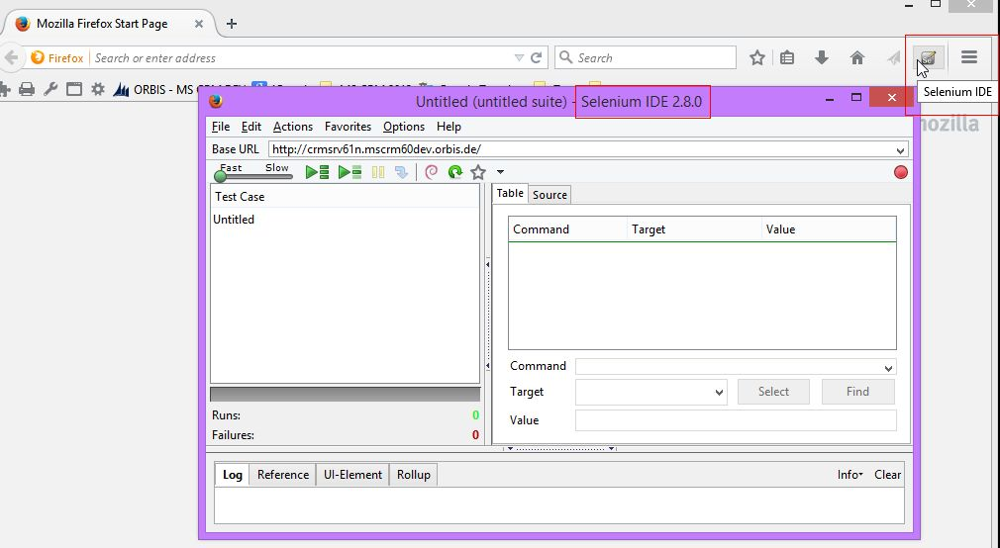 Mozilla Firefox Start Page
Firefox Search or enter address Search
ORBIS - MS
Selenium IDE
mozilla
Untitled (untitled suite) - Selenium IDE 2.8.0
File Edit Actions Favorites Options Help
Base URL http://crmsrv61n.mscrm60dev.orbis.de/
Fast Slow
Test Case
Untitled
Runs: 0
Failures: 0
Table Source
Command Target Value
Command
Target Select Find
Value
Log Reference UI-Element Rollup Info Clear